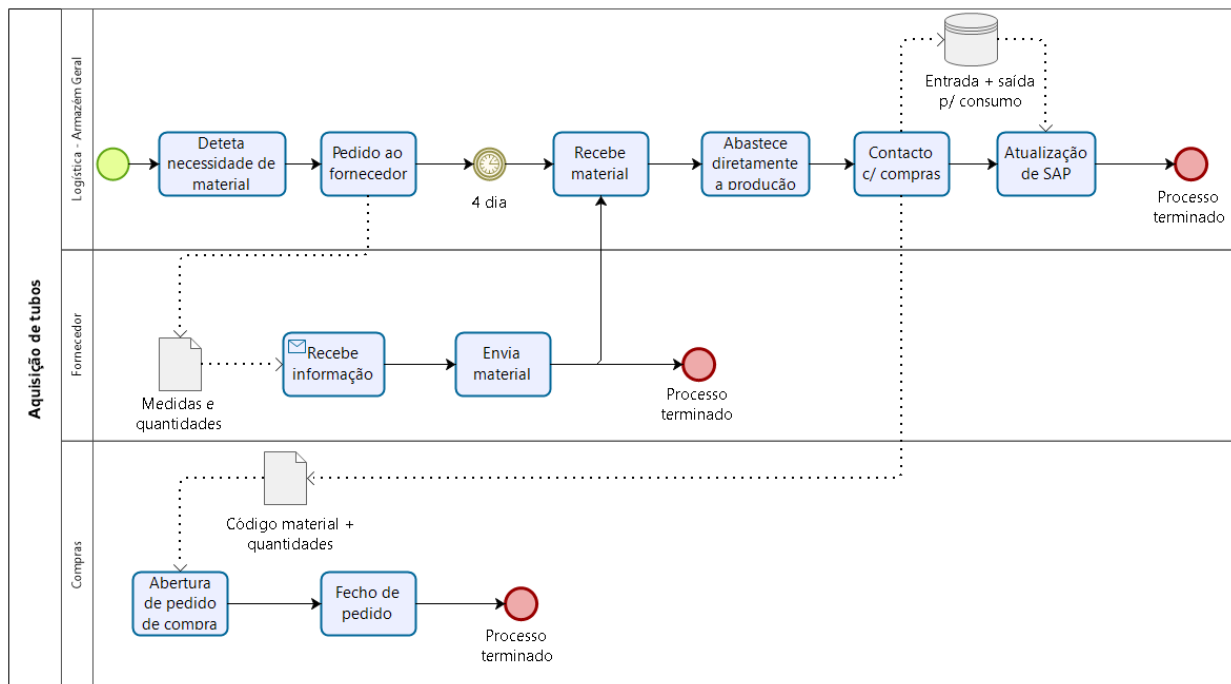 Aquisição de tubos
Logística - Armazém Geral
Deteta
necessidade de
material
Pedido ao
fornecedor
4 dia
Recebe
material
Abastece
diretamente
a produção
Contacto
c/ compras
Entrada + saída
p/ consumo
Atualização
de SAP
Processo
terminado
Fornecedor
Medidas e
quantidades
Recebe
informação
Envia
material
Processo
terminado
Compras
Código material +
quantidades
Abertura
de pedido
de compra
Fecho de
pedido
Processo
terminado